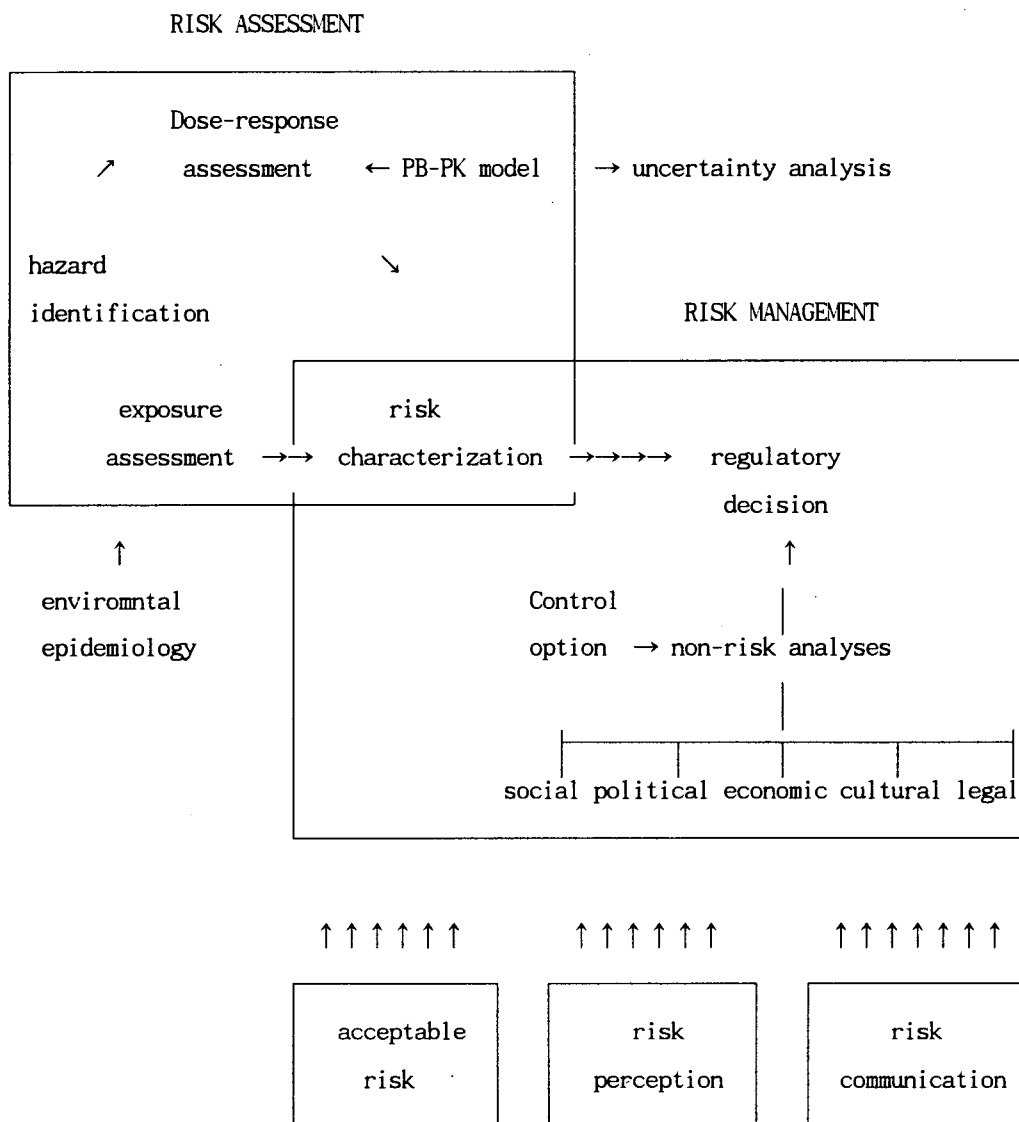 RISK ASSESSMENT
Dose-response
↗ assessment ← PB-PK model → uncertainty analysis
hazard ↘
identification RISK MANAGEMENT
exposure risk
assessment →→ characterization →→→→ regulatory
decision
↑ ↑
enviromntal Control
epidemiology option → non-risk analyses
social political economic cultural legal
↑ ↑ ↑ ↑ ↑ ↑ ↑ ↑ ↑ ↑ ↑ ↑ ↑ ↑ ↑ ↑ ↑ ↑ ↑
acceptable risk risk
risk perception communication